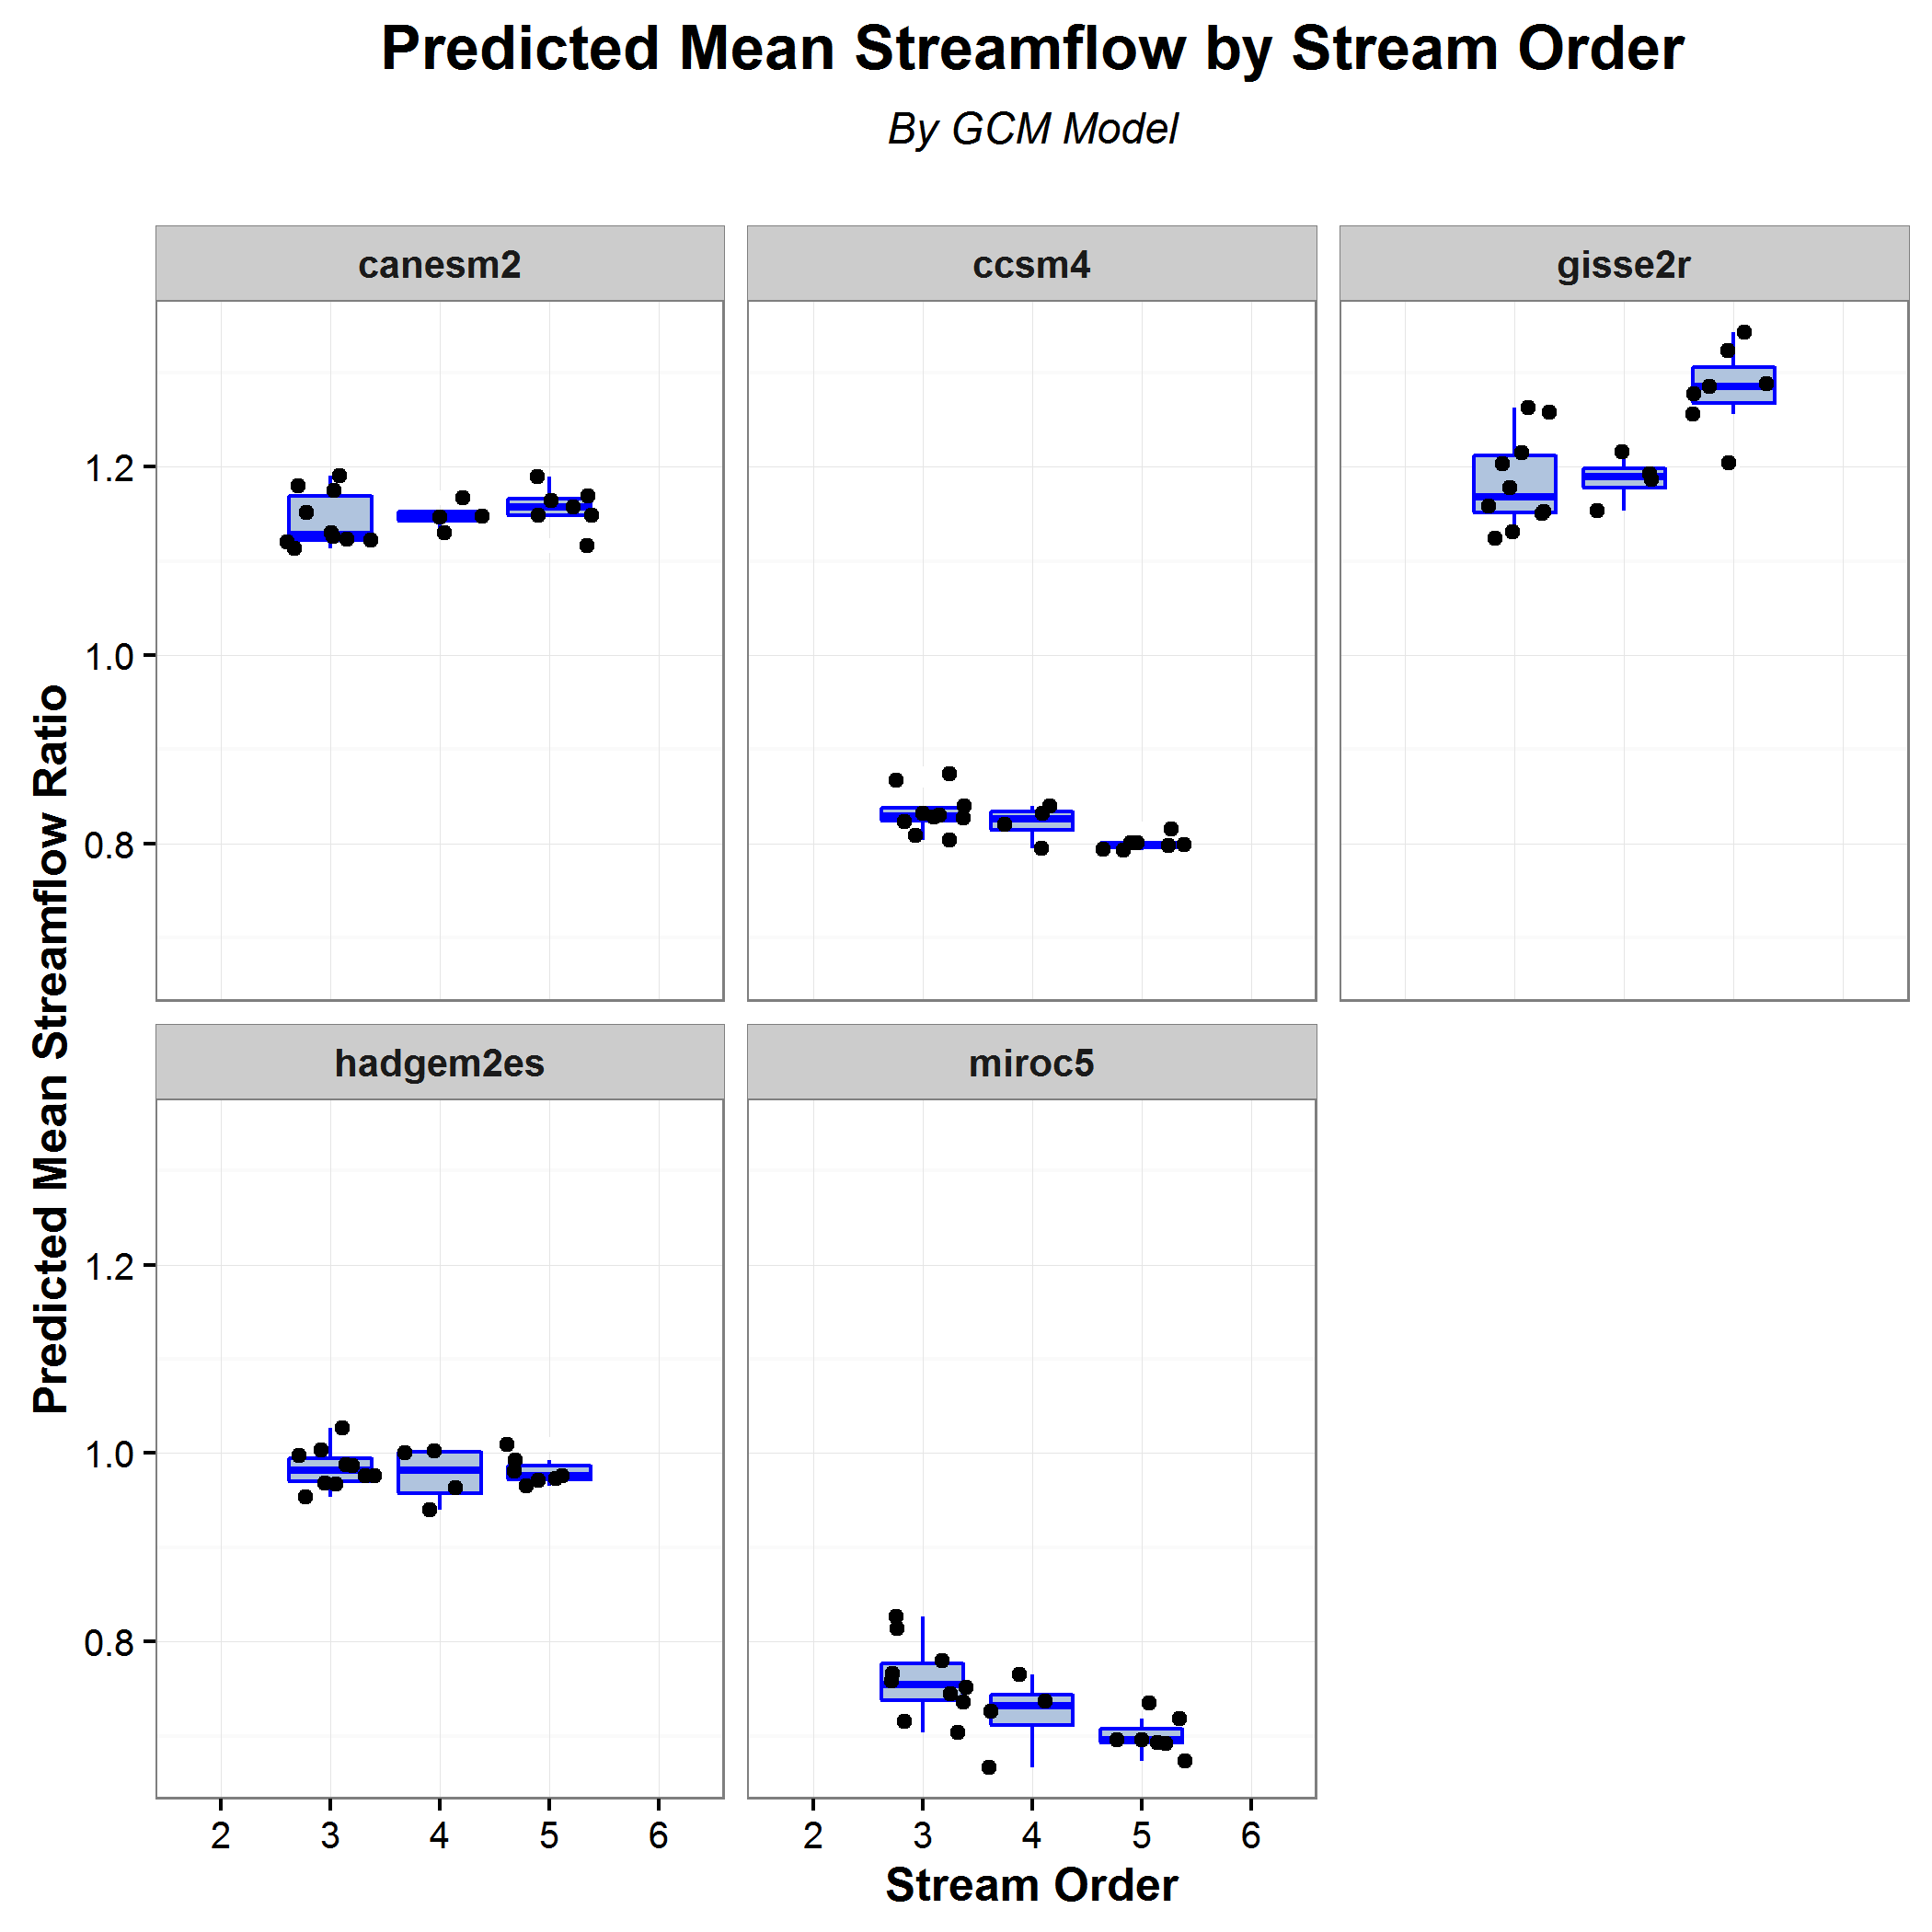 Predicted Mean Streamflow by Stream Order
By GCM Model
canesm2
ccsm4
gisse2r
1.2
1.0
0.8
Predicted Mean Streamflow Ratio
hadgem2es
miroc5
1.2
1.0
0.8
2 3 4 5 6
2 3 4 5 6
Stream Order